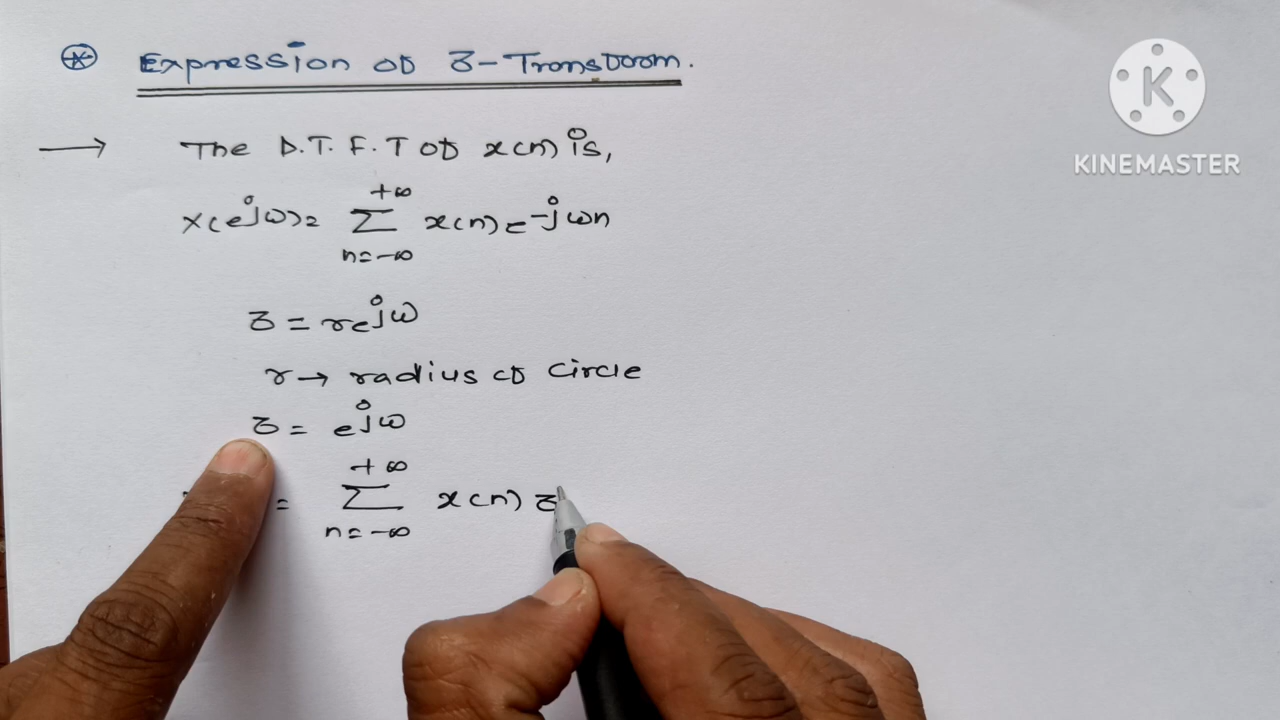 Expression of Z-Transform.
KINEMASTER
→ The D.T.F.T of x(n) is,
X(e^jω) = Σ_{n=-∞}^{+∞} x(n) e^-jωn
Z = re^jω
r → radius of circle
Z = e^jω
= Σ_{n=-∞}^{+∞} x(n) Z